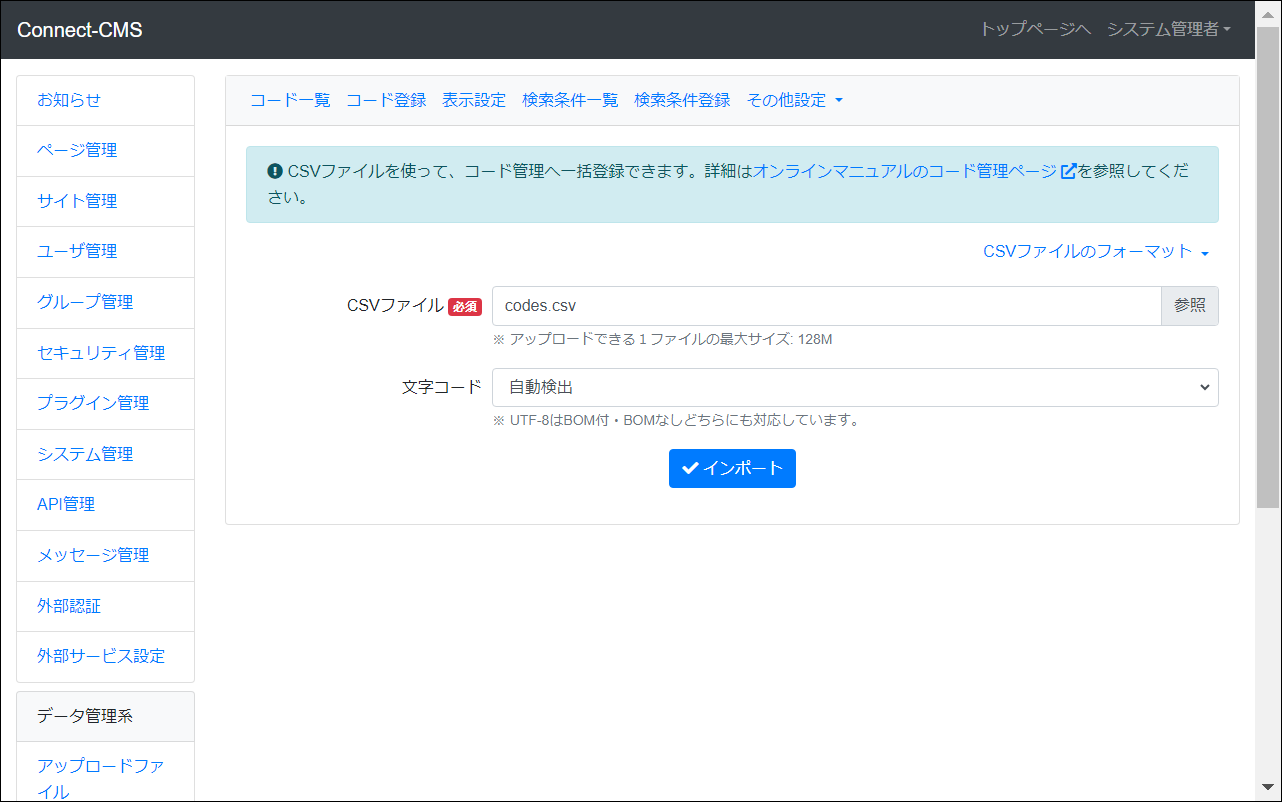 Connect-CMS
トップページへ システム管理者
お知らせ
ページ管理
サイト管理
ユーザ管理
グループ管理
セキュリティ管理
プラグイン管理
システム管理
API管理
メッセージ管理
外部認証
外部サービス設定
データ管理系
アップロードファ
イル
コード一覧 コード登録 表示設定 検索条件一覧 検索条件登録 その他設定
CSVファイルを使って、コード管理へ一括登録できます。詳細はオンラインマニュアルのコード管理ページを参照してくだ
さい。
CSVファイルのフォーマット
CSVファイル 必須 codes.csv 参照
※ アップロードできる１ファイルの最大サイズ: 128M
文字コード 自動検出
※ UTF-8はBOM付・BOMなしどちらにも対応しています。
インポート